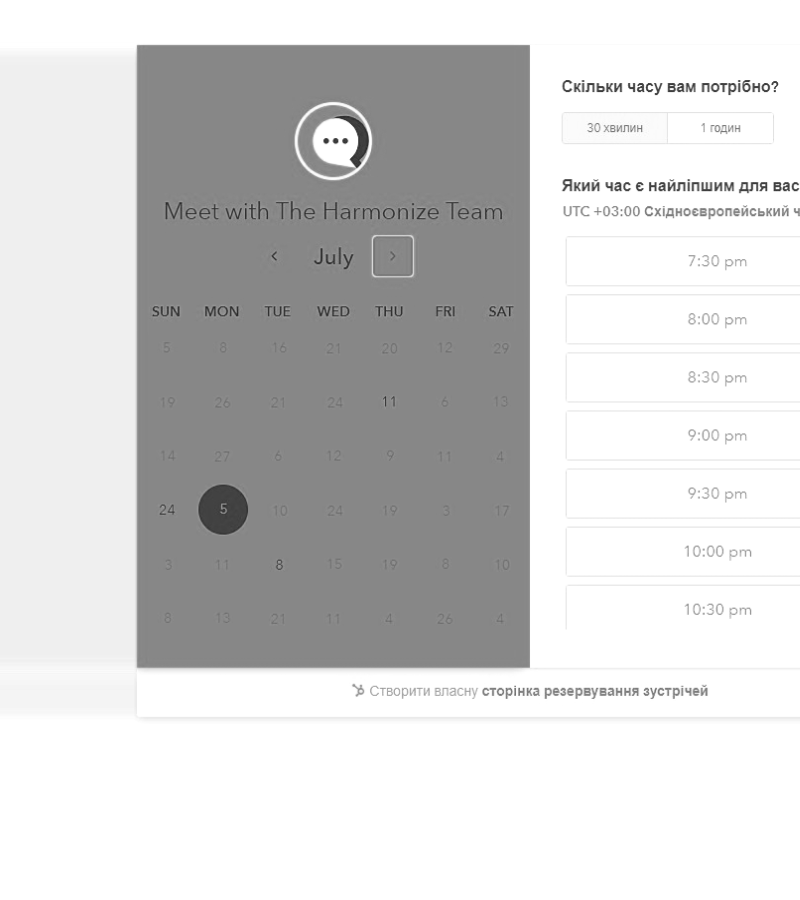 Meet with The Harmonize Team
July
SUN MON TUE WED THU FRI SAT
5 8 16 21 20 12 29
19 26 21 24 11 6 13
14 27 6 12 9 11 4
24 5 10 24 19 3 17
3 11 8 15 19 8 10
8 13 21 11 4 26 4
Скільки часу вам потрібно?
30 хвилин 1 годин
Який час є найліпшим для вас
UTC +03:00 Східноєвропейський ч
7:30 pm
8:00 pm
8:30 pm
9:00 pm
9:30 pm
10:00 pm
10:30 pm
Створити власну сторінка резервування зустрічей